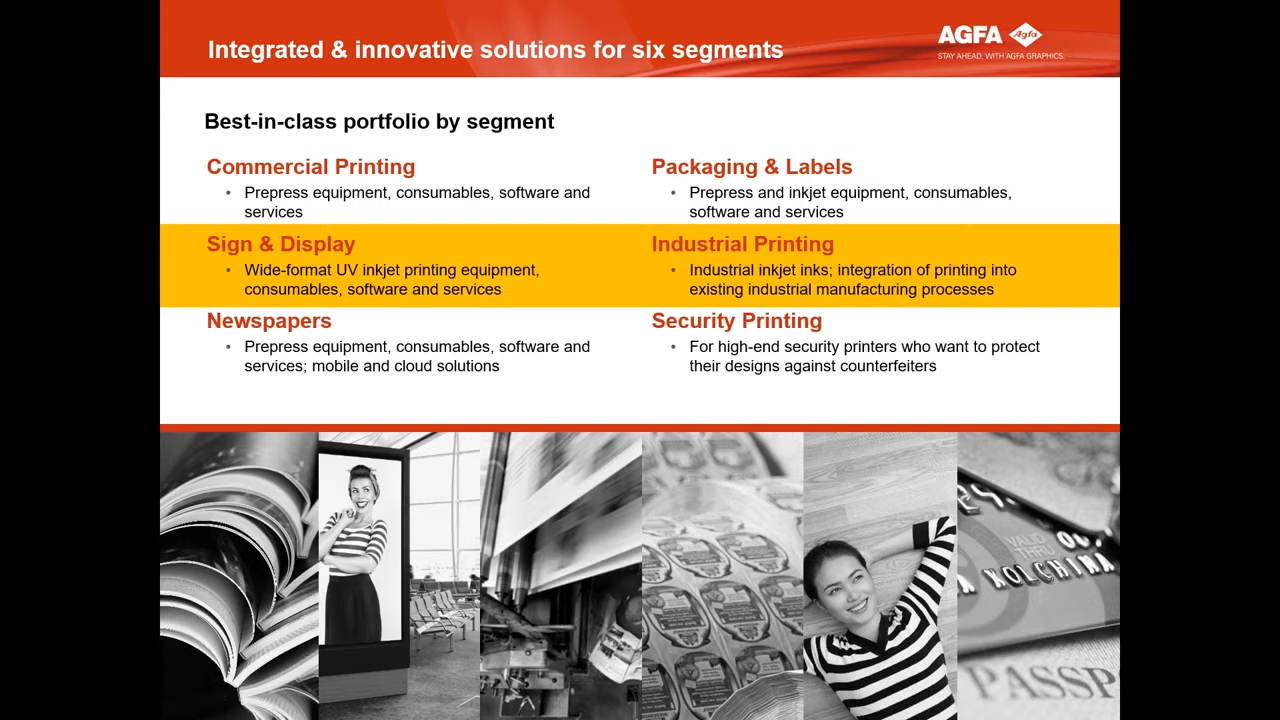 Integrated & innovative solutions for six segments
AGFA
Agfa
STAY AHEAD. WITH AGFA GRAPHICS.
Best-in-class portfolio by segment
Commercial Printing
• Prepress equipment, consumables, software and
services
Packaging & Labels
• Prepress and inkjet equipment, consumables,
software and services
Sign & Display
• Wide-format UV inkjet printing equipment,
consumables, software and services
Industrial Printing
• Industrial inkjet inks; integration of printing into
existing industrial manufacturing processes
Newspapers
• Prepress equipment, consumables, software and
services; mobile and cloud solutions
Security Printing
• For high-end security printers who want to protect
their designs against counterfeiters
VALID
THRU
KOLCHINA
PASSP